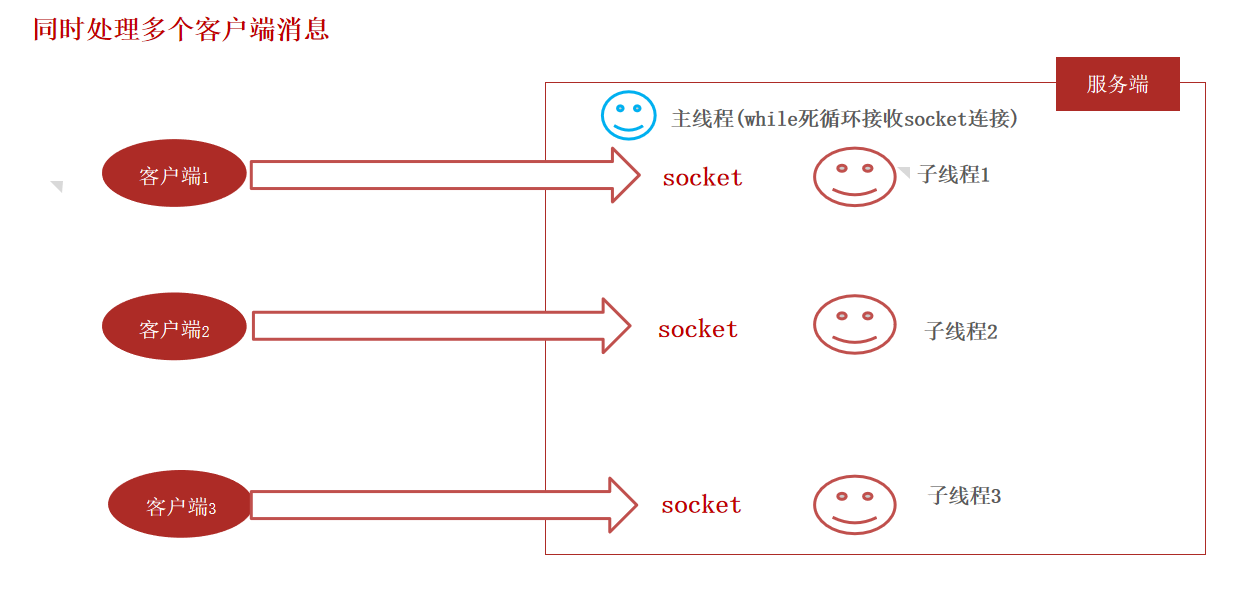 同时处理多个客户端消息
服务端
主线程(while死循环接收socket连接)
客户端1
socket
子线程1
客户端2
socket
子线程2
客户端3
socket
子线程3